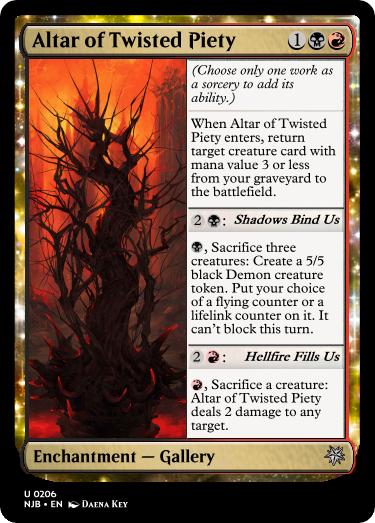 Altar of Twisted Piety 1
(Choose only one work as
a sorcery to add its
ability.)
When Altar of Twisted
Piety enters, return
target creature card with
mana value 3 or less
from your graveyard to
the battlefield.
2 : Shadows Bind Us
, Sacrifice three
creatures: Create a 5/5
black Demon creature
token. Put your choice
of a flying counter or a
lifelink counter on it. It
can't block this turn.
2 : Hellfire Fills Us
, Sacrifice a creature:
Altar of Twisted Piety
deals 2 damage to any
target.
Enchantment — Gallery
U 0206
NJB • EN Daena Key